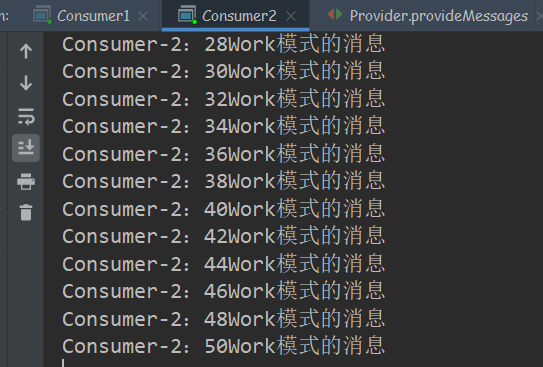 n: Consumer1 Consumer2 Provider.provideMessages
Consumer-2：28Work模式的消息
Consumer-2：30Work模式的消息
Consumer-2：32Work模式的消息
Consumer-2：34Work模式的消息
Consumer-2：36Work模式的消息
Consumer-2：38Work模式的消息
Consumer-2：40Work模式的消息
Consumer-2：42Work模式的消息
Consumer-2：44Work模式的消息
Consumer-2：46Work模式的消息
Consumer-2：48Work模式的消息
Consumer-2：50Work模式的消息